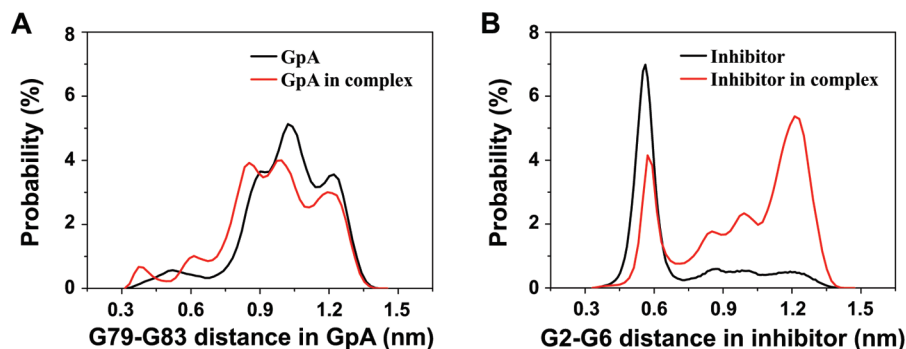 A
Probability (%)
8
6
4
2
0
GpA
GpA in complex
0.3 0.6 0.9 1.2 1.5
G79-G83 distance in GpA (nm)
B
Probability (%)
8
6
4
2
0
Inhibitor
Inhibitor in complex
0.3 0.6 0.9 1.2 1.5
G2-G6 distance in inhibitor (nm)